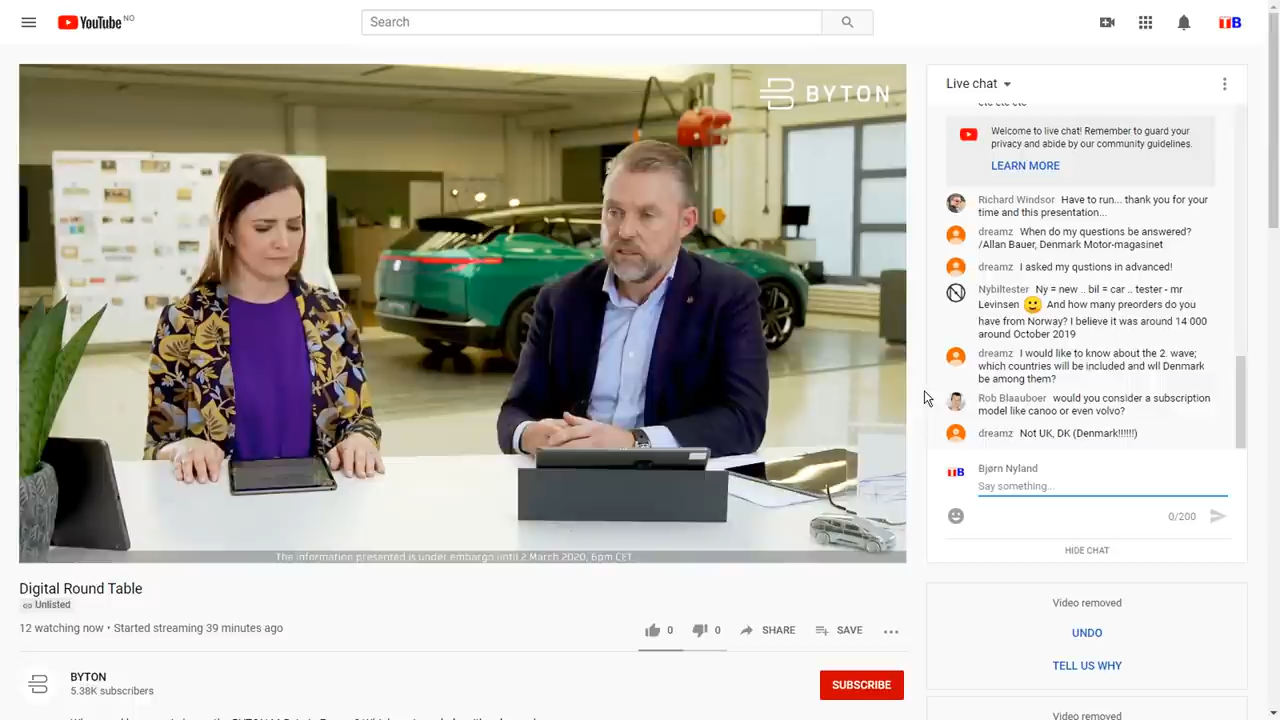 YouTube NO
Search
TB
BYTON
Live chat
etc etc etc
Welcome to live chat! Remember to guard your
privacy and abide by our community guidelines.
LEARN MORE
Richard Windsor Have to run... thank you for your
time and this presentation...
dreamz When do my questions be answered?
/Allan Bauer, Denmark Motor-magasinet
dreamz I asked my qustions in advanced!
Nybiltester Ny = new .. bil = car .. tester - mr
Levinsen And how many preorders do you
have from Norway? I believe it was around 14 000
around October 2019
dreamz I would like to know about the 2. wave;
which countries will be included and wll Denmark
be among them?
Rob Blaauboer would you consider a subscription
model like canoo or even volvo?
dreamz Not UK, DK (Denmark!!!!!!)
TB Bjørn Nyland
Say something...
0/200
HIDE CHAT
The information presented is under embargo until 2 March 2020, 6pm CET
Digital Round Table
Unlisted
12 watching now • Started streaming 39 minutes ago
0 0 SHARE SAVE
BYTON
5.38K subscribers
SUBSCRIBE
Video removed
UNDO
TELL US WHY
Video removed